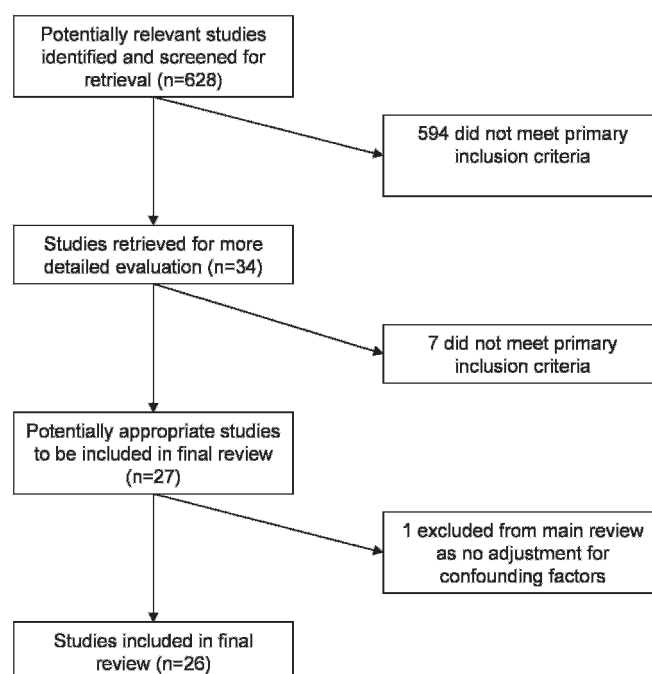 Potentially relevant studies
identified and screened for
retrieval (n=628)
594 did not meet primary
inclusion criteria
Studies retrieved for more
detailed evaluation (n=34)
7 did not meet primary
inclusion criteria
Potentially appropriate studies
to be included in final review
(n=27)
1 excluded from main review
as no adjustment for
confounding factors
Studies included in final
review (n=26)